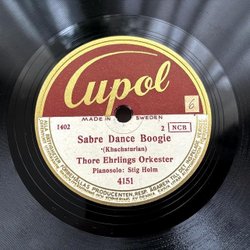 Cupol
MADE IN SWEDEN
1402
2 NCB
6
Sabre Dance Boogie
(Khachaturian)
Thore Ehrlings Orkester
Pianosolo: Stig Holm
4151